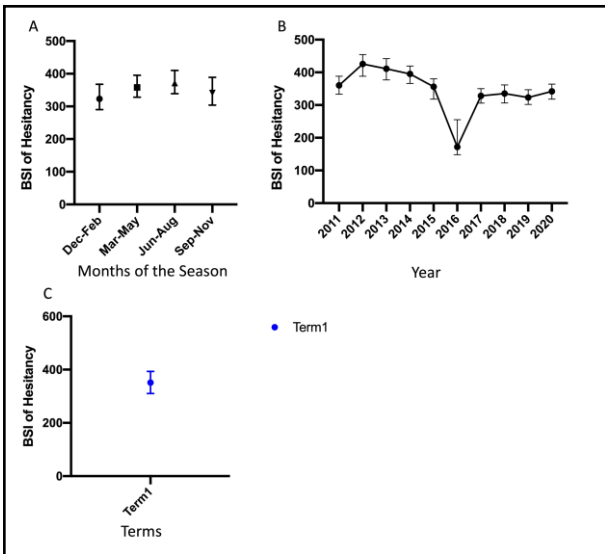 A
500
400
300
200
100
0
BSI of Hesitancy
Dec-Feb
Mar-May
Jun-Aug
Sep-Nov
Months of the Season
B
500
400
300
200
100
0
BSI of Hesitancy
2011
2012
2013
2014
2015
2016
2017
2018
2019
2020
Year
C
600
400
200
0
BSI of Hesitancy
Term1
Terms
Term1